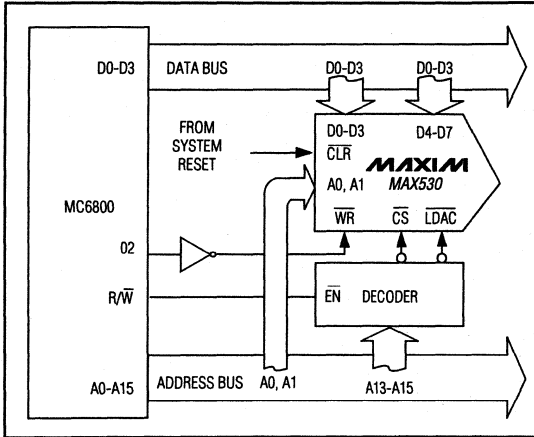 D0-D3 DATA BUS D0-D3 D0-D3
FROM
SYSTEM
RESET
D0-D3 D4-D7
CLR
MAXIM
A0, A1 MAX530
WR CS LDAC
MC6800
02
R/W
EN DECODER
A0-A15 ADDRESS BUS A0, A1 A13-A15